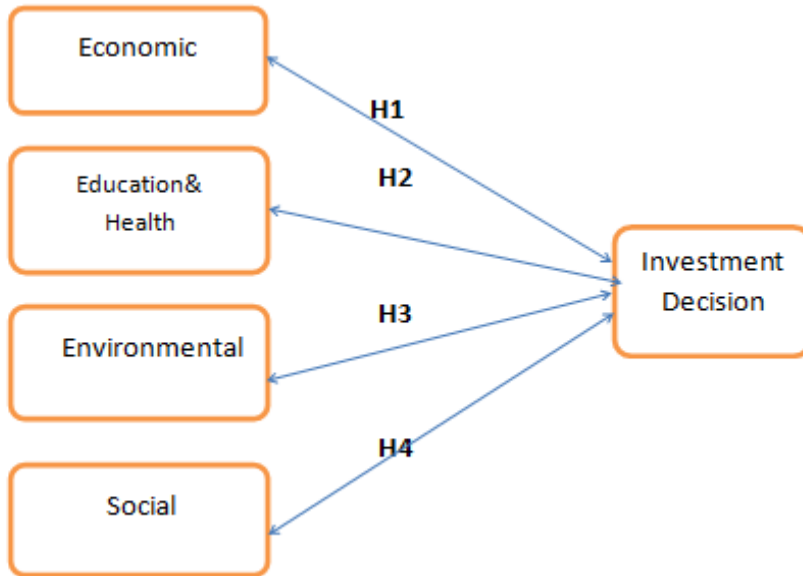 Economic
H1
Education&
Health
H2
Investment
Decision
Environmental
H3
Social
H4